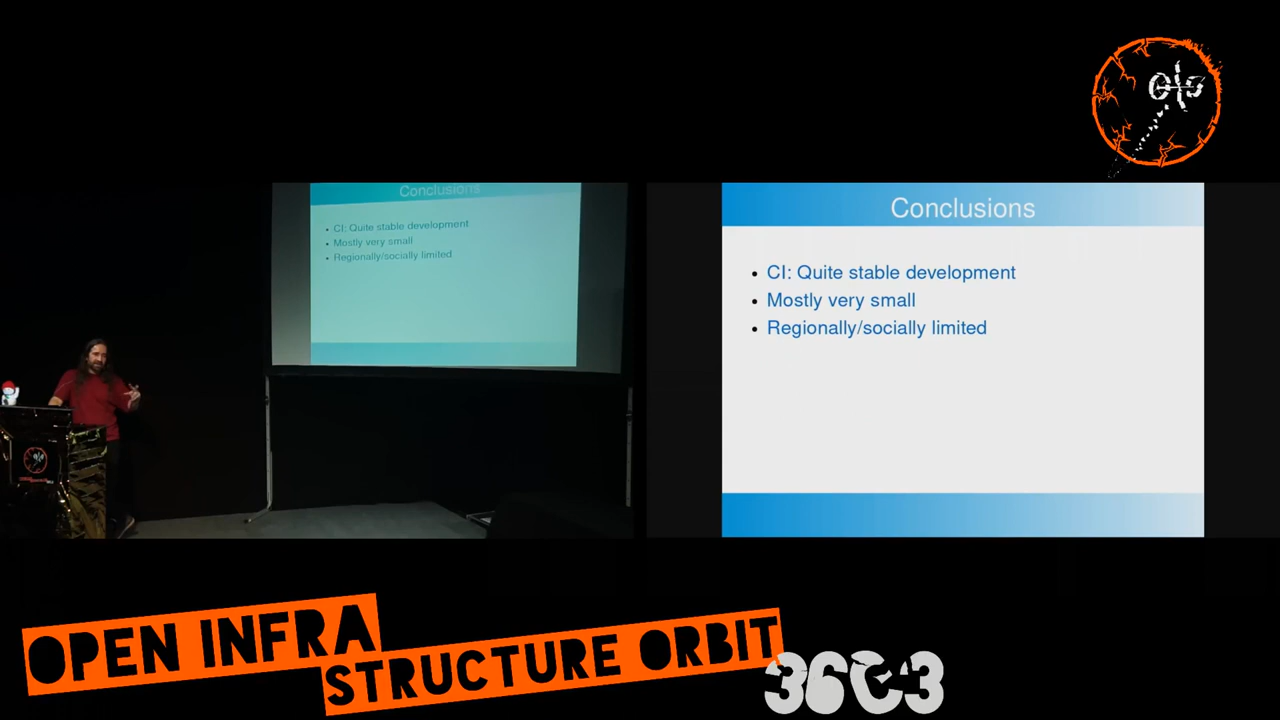 OIO
Conclusions
• CI: Quite stable development
• Mostly very small
• Regionally/socially limited
Conclusions
• CI: Quite stable development
• Mostly very small
• Regionally/socially limited
OPEN INFRA
STRUCTURE ORBIT
36C3